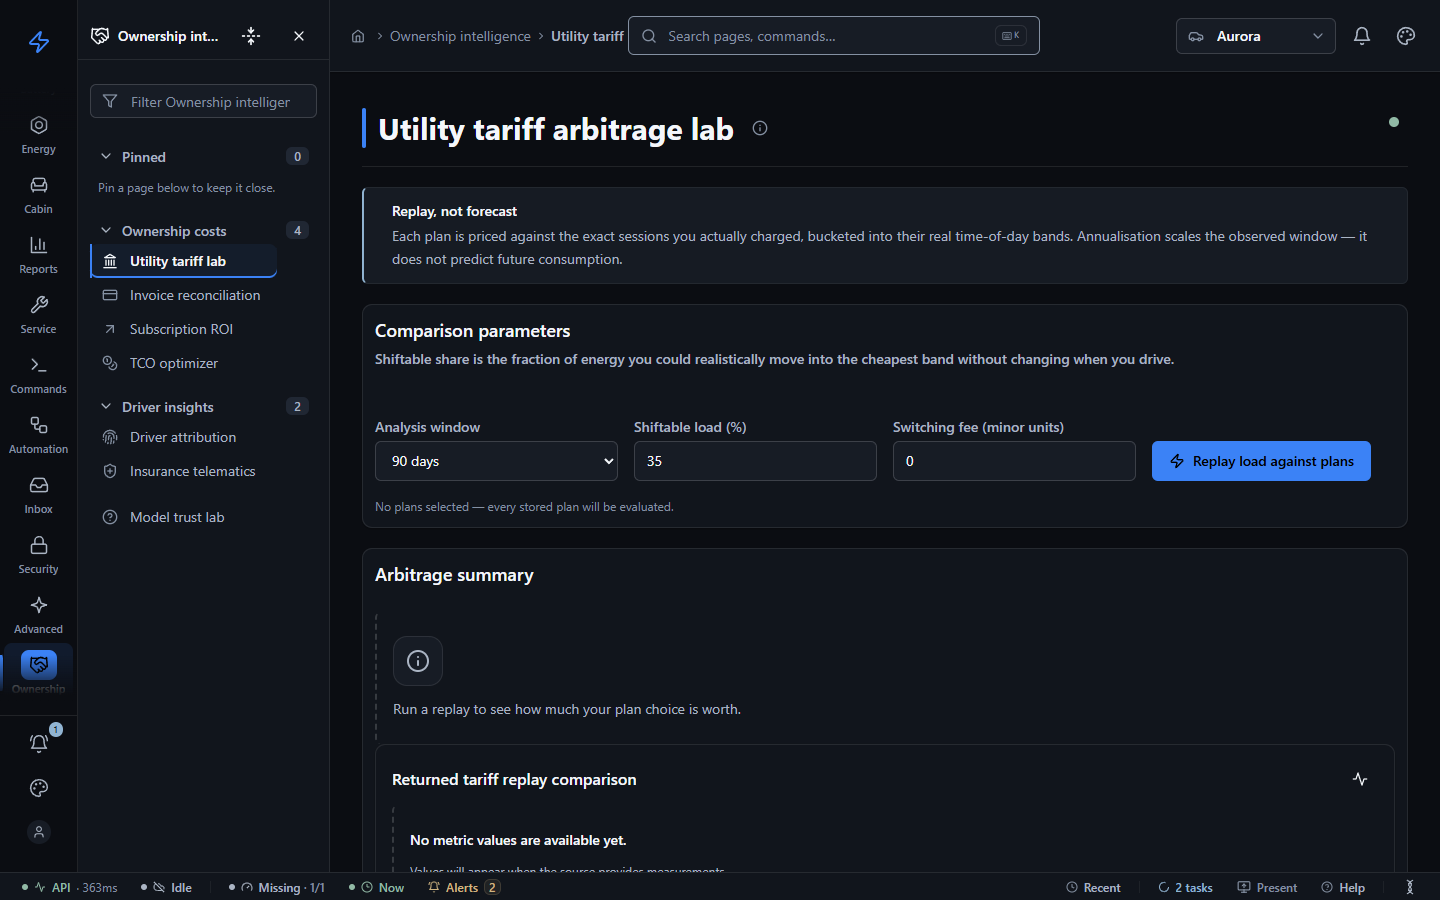 Ownership int...
Ownership intelligence
Utility tariff
Search pages, commands...
K
Aurora
Energy
Cabin
Reports
Service
Commands
Automation
Inbox
Security
Advanced
Ownership
1
Filter Ownership intelliger
Pinned
0
Pin a page below to keep it close.
Ownership costs
4
Utility tariff lab
Invoice reconciliation
Subscription ROI
TCO optimizer
Driver insights
2
Driver attribution
Insurance telematics
Model trust lab
Utility tariff arbitrage lab
Replay, not forecast
Each plan is priced against the exact sessions you actually charged, bucketed into their real time-of-day bands. Annualisation scales the observed window — it
does not predict future consumption.
Comparison parameters
Shiftable share is the fraction of energy you could realistically move into the cheapest band without changing when you drive.
Analysis window
Shiftable load (%)
Switching fee (minor units)
90 days
35
0
Replay load against plans
No plans selected — every stored plan will be evaluated.
Arbitrage summary
Run a replay to see how much your plan choice is worth.
Returned tariff replay comparison
No metric values are available yet.
Values will appear when the source provides measurements.
API · 363ms
Idle
Missing · 1/1
Now
Alerts 2
Recent
2 tasks
Present
Help